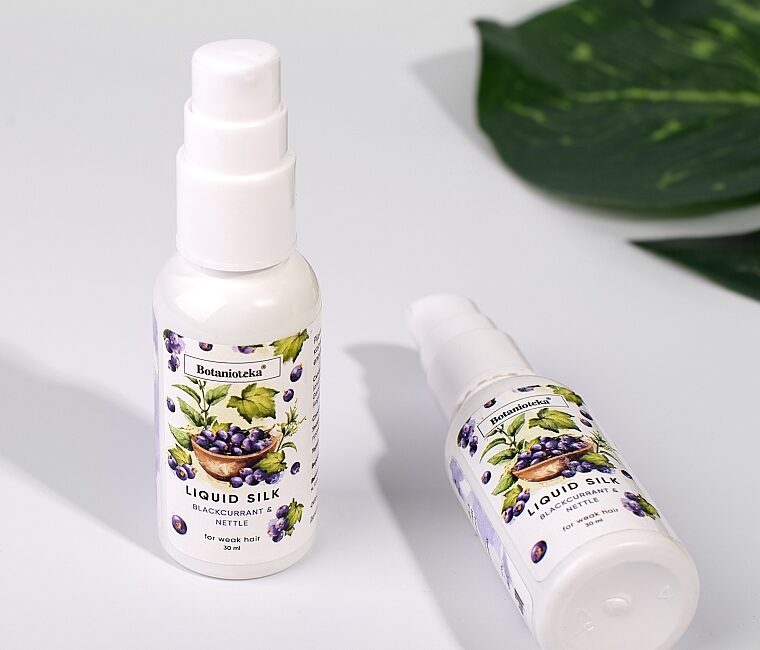 Botanioteka®
LIQUID SILK
BLACKCURRANT &
NETTLE
for weak hair
30 ml
Botanioteka®
LIQUID SILK
BLACKCURRANT &
NETTLE
for weak hair
30 ml
4